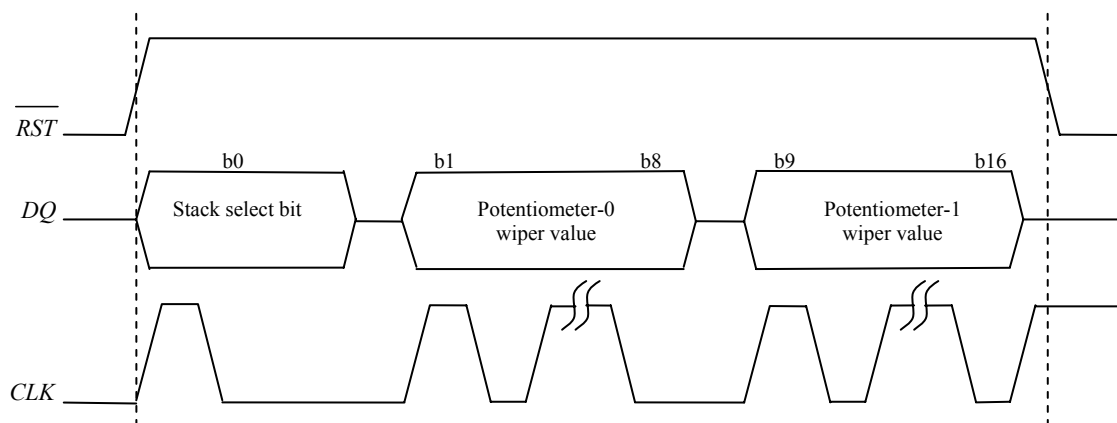 RST
b0
b1
b8
b9
b16
DQ
Stack select bit
Potentiometer-0
wiper value
Potentiometer-1
wiper value
CLK